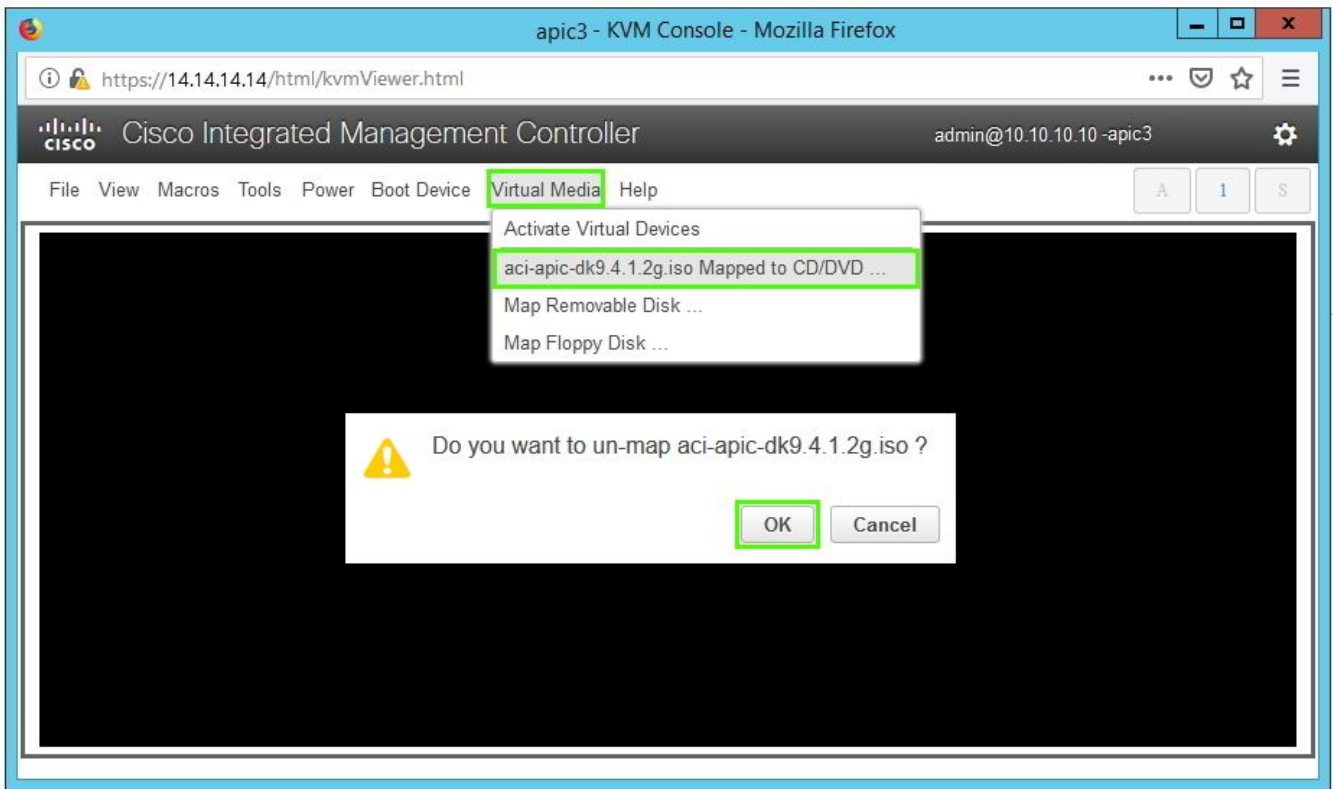 apic3 - KVM Console - Mozilla Firefox
https://14.14.14.14/html/kvmViewer.html
CISCO Cisco Integrated Management Controller admin@10.10.10.10 -apic3
File View Macros Tools Power Boot Device Virtual Media Help A 1 S
Activate Virtual Devices
aci-apic-dk9.4.1.2g.iso Mapped to CD/DVD ...
Map Removable Disk ...
Map Floppy Disk ...
Do you want to un-map aci-apic-dk9.4.1.2g.iso ?
OK Cancel